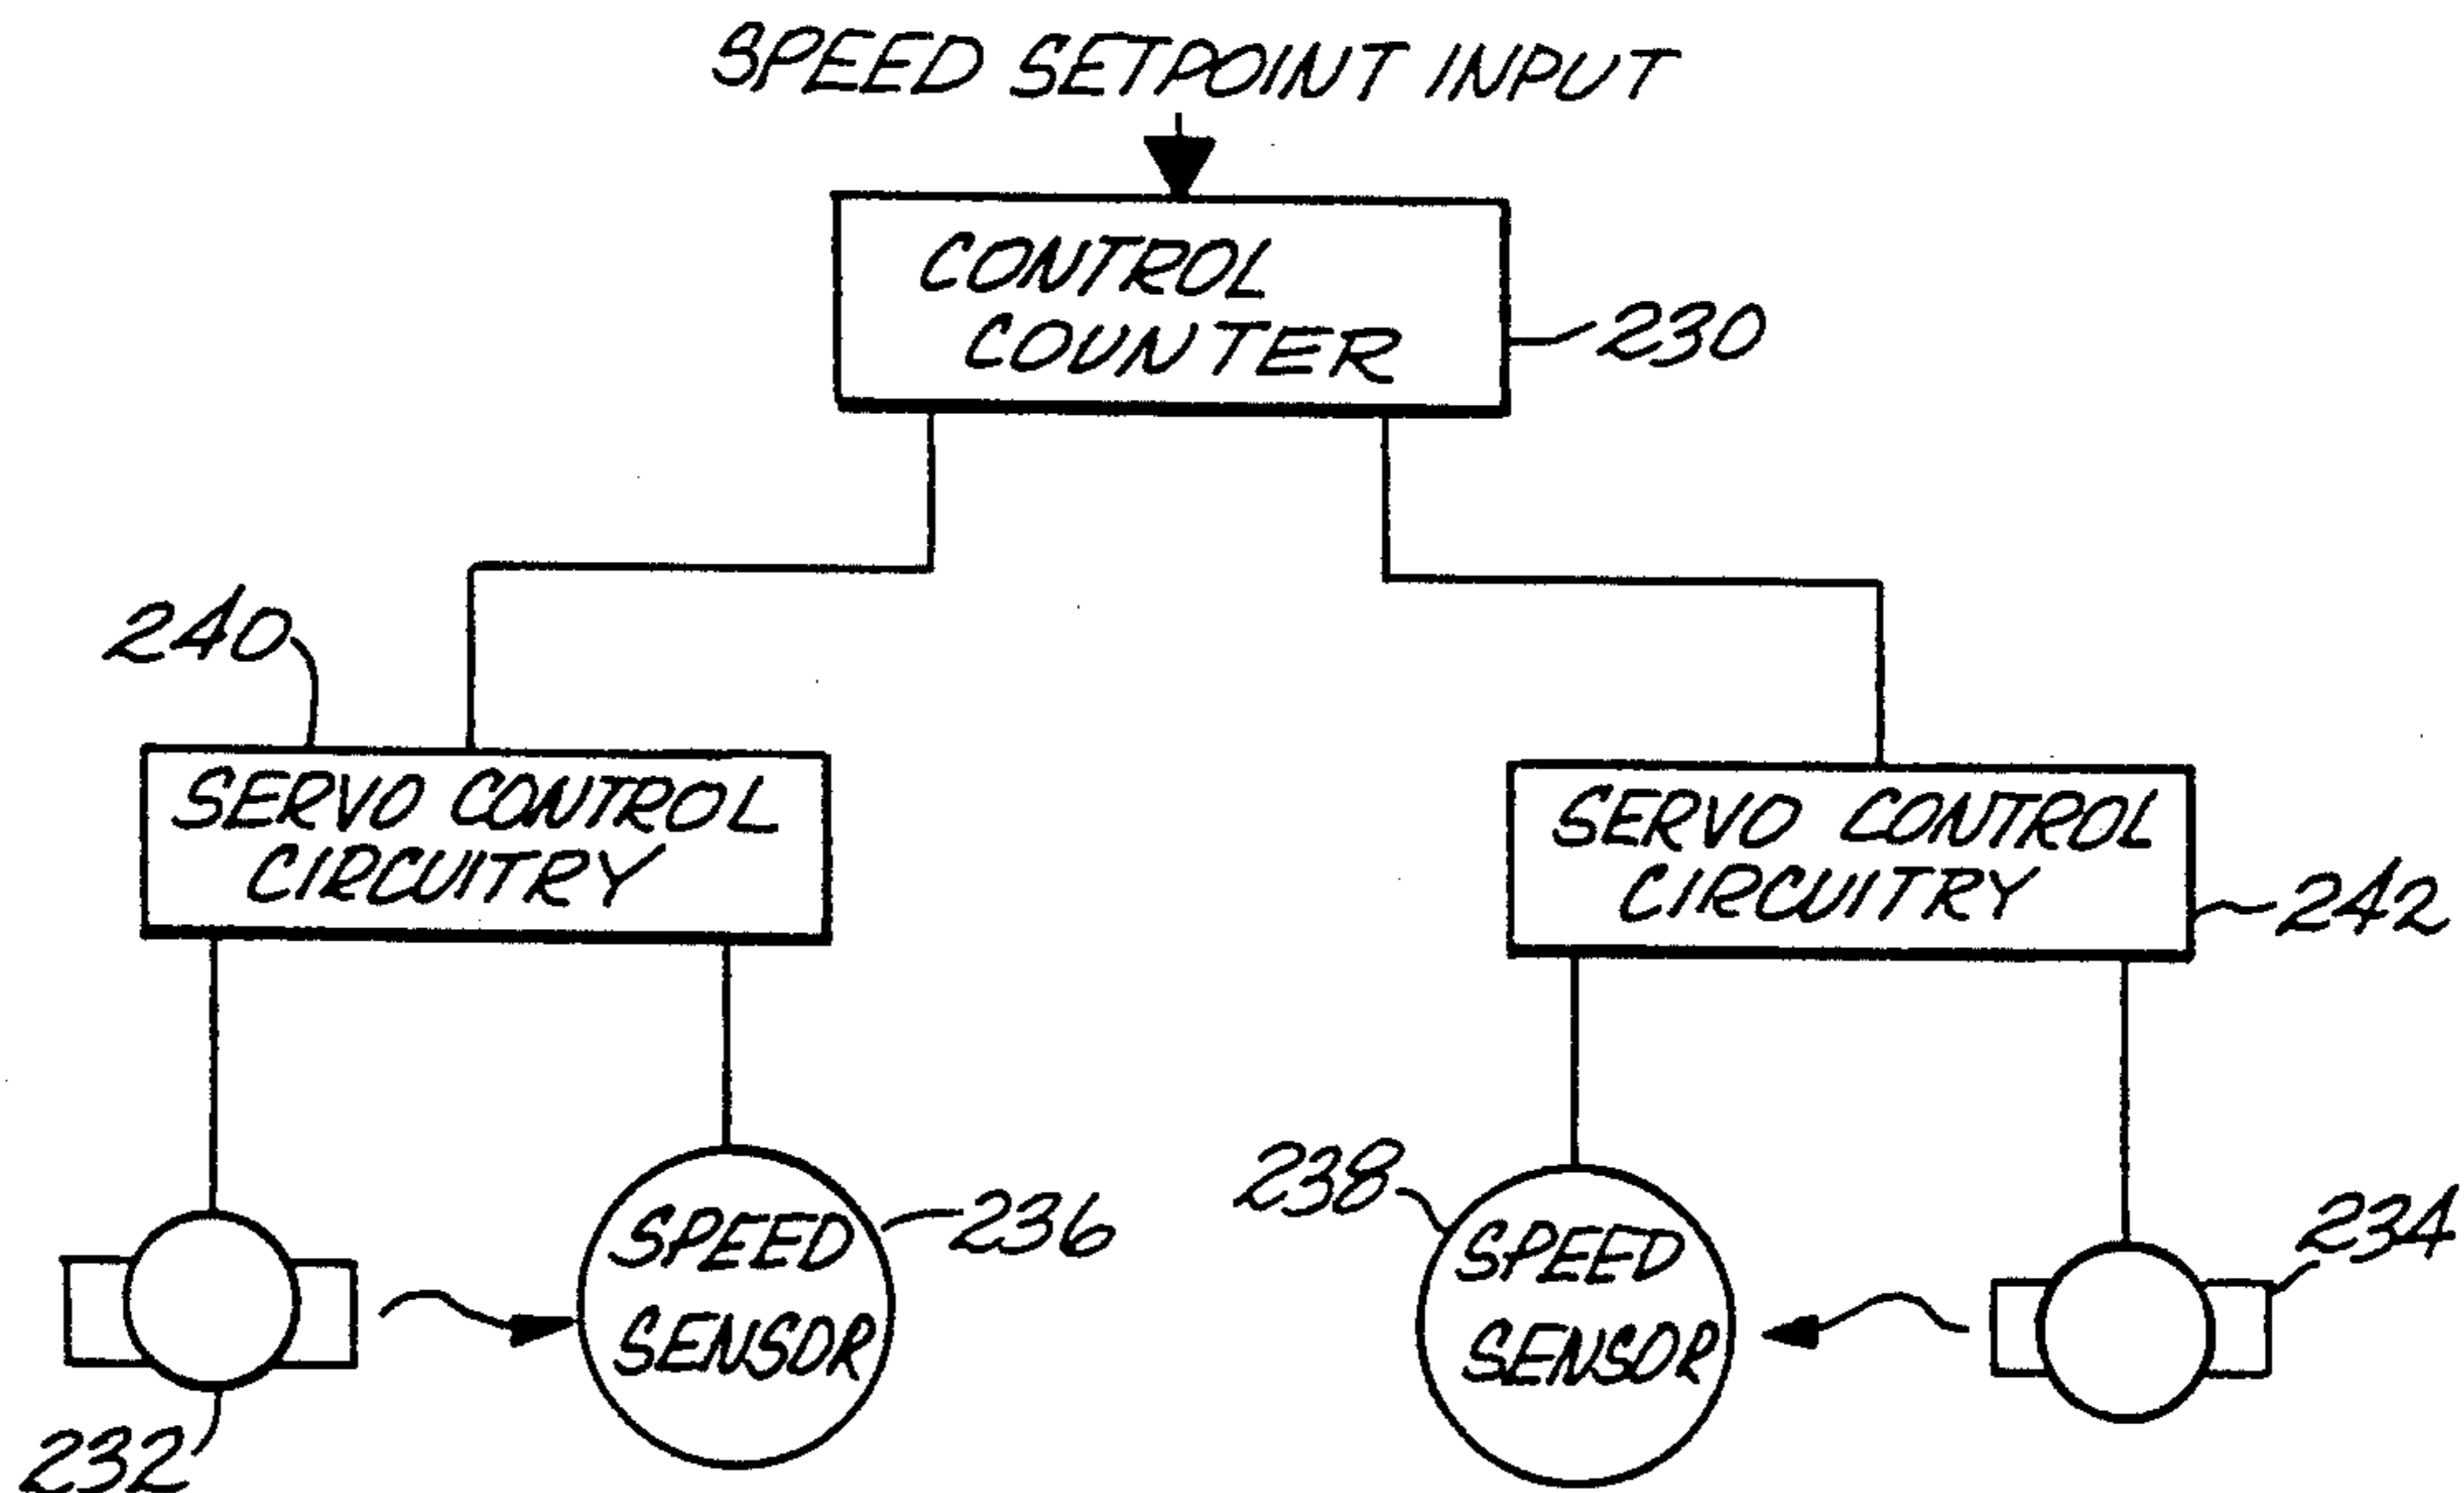 SPEED SETPOINT INPUT
CONTROL
COUNTER
230
240
SERVO CONTROL
CIRCUITRY
SERVO CONTROL
CIRCUITRY
242
SPEED
SENSOR
236
238
SPEED
SENSOR
234
232